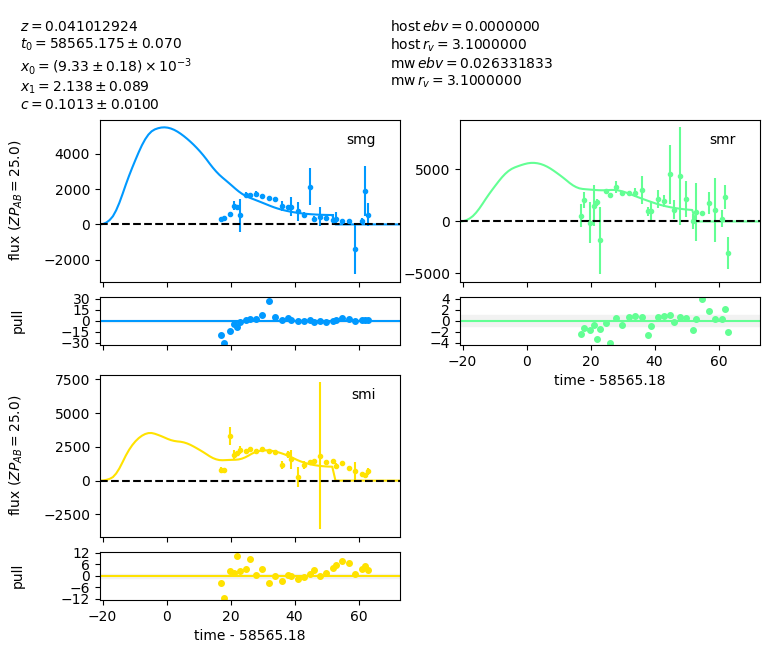 z = 0.041012924
t₀ = 58565.175 ± 0.070
x₀ = (9.33 ± 0.18) × 10⁻³
x₁ = 2.138 ± 0.089
c = 0.1013 ± 0.0100
host ebv = 0.0000000
host r_v = 3.1000000
mw ebv = 0.026331833
mw r_v = 3.1000000
smg
flux (ZP_AB = 25.0)
4000
2000
0
−2000
pull
30
15
0
−15
−30
smr
5000
0
−5000
4
2
0
−2
−4
−20 0 20 40 60
time - 58565.18
smi
flux (ZP_AB = 25.0)
7500
5000
2500
0
−2500
pull
12
6
0
−6
−12
−20 0 20 40 60
time - 58565.18